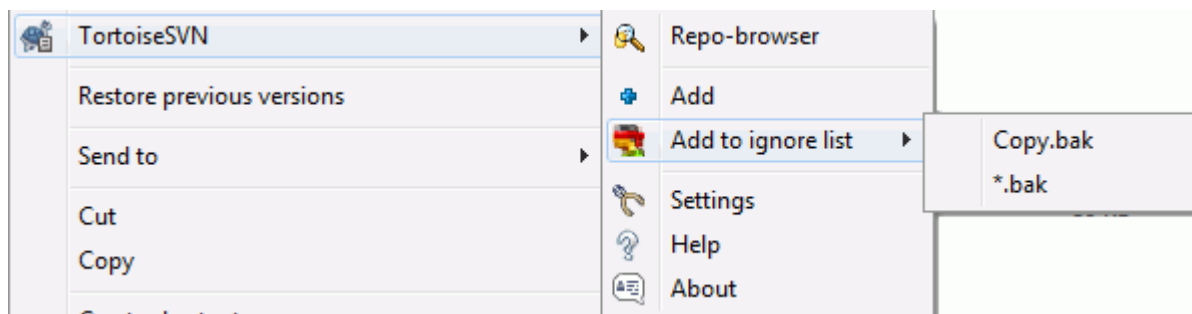 TortoiseSVN
Restore previous versions
Send to
Cut
Copy
Repo-browser
Add
Add to ignore list
Settings
Help
About
Copy.bak
*.bak